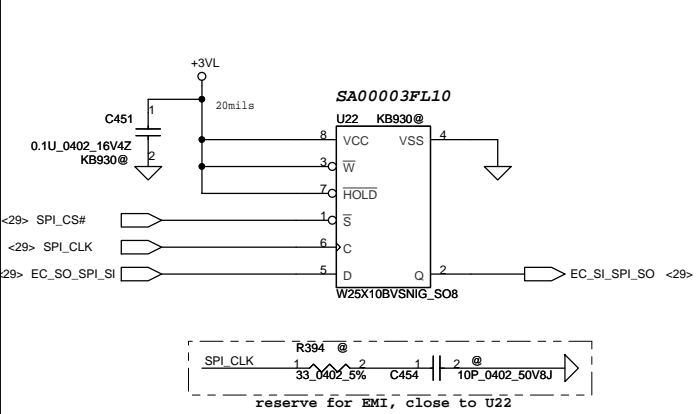 +3VL
20mils
SA00003FL10
U22 KB930@
C451
1
0.1U_0402_16V4Z
KB930@
2
8 VCC VSS 4
3 W
7 HOLD
<29> SPI_CS# 1 S
<29> SPI_CLK 6 C
<29> EC_SO_SPI_SI 5 D Q 2 EC_SI_SPI_SO <29>
W25X10BVSNIG_SO8
R394 @
SPI_CLK 1 2 C454 1 2 @
33_0402_5% 10P_0402_50V8J
reserve for EMI, close to U22